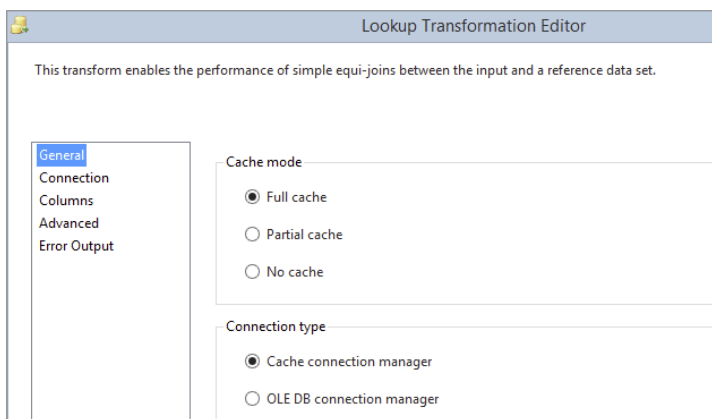 Lookup Transformation Editor
This transform enables the performance of simple equi-joins between the input and a reference data set.
General
Connection
Columns
Advanced
Error Output
Cache mode
Full cache
Partial cache
No cache
Connection type
Cache connection manager
OLE DB connection manager